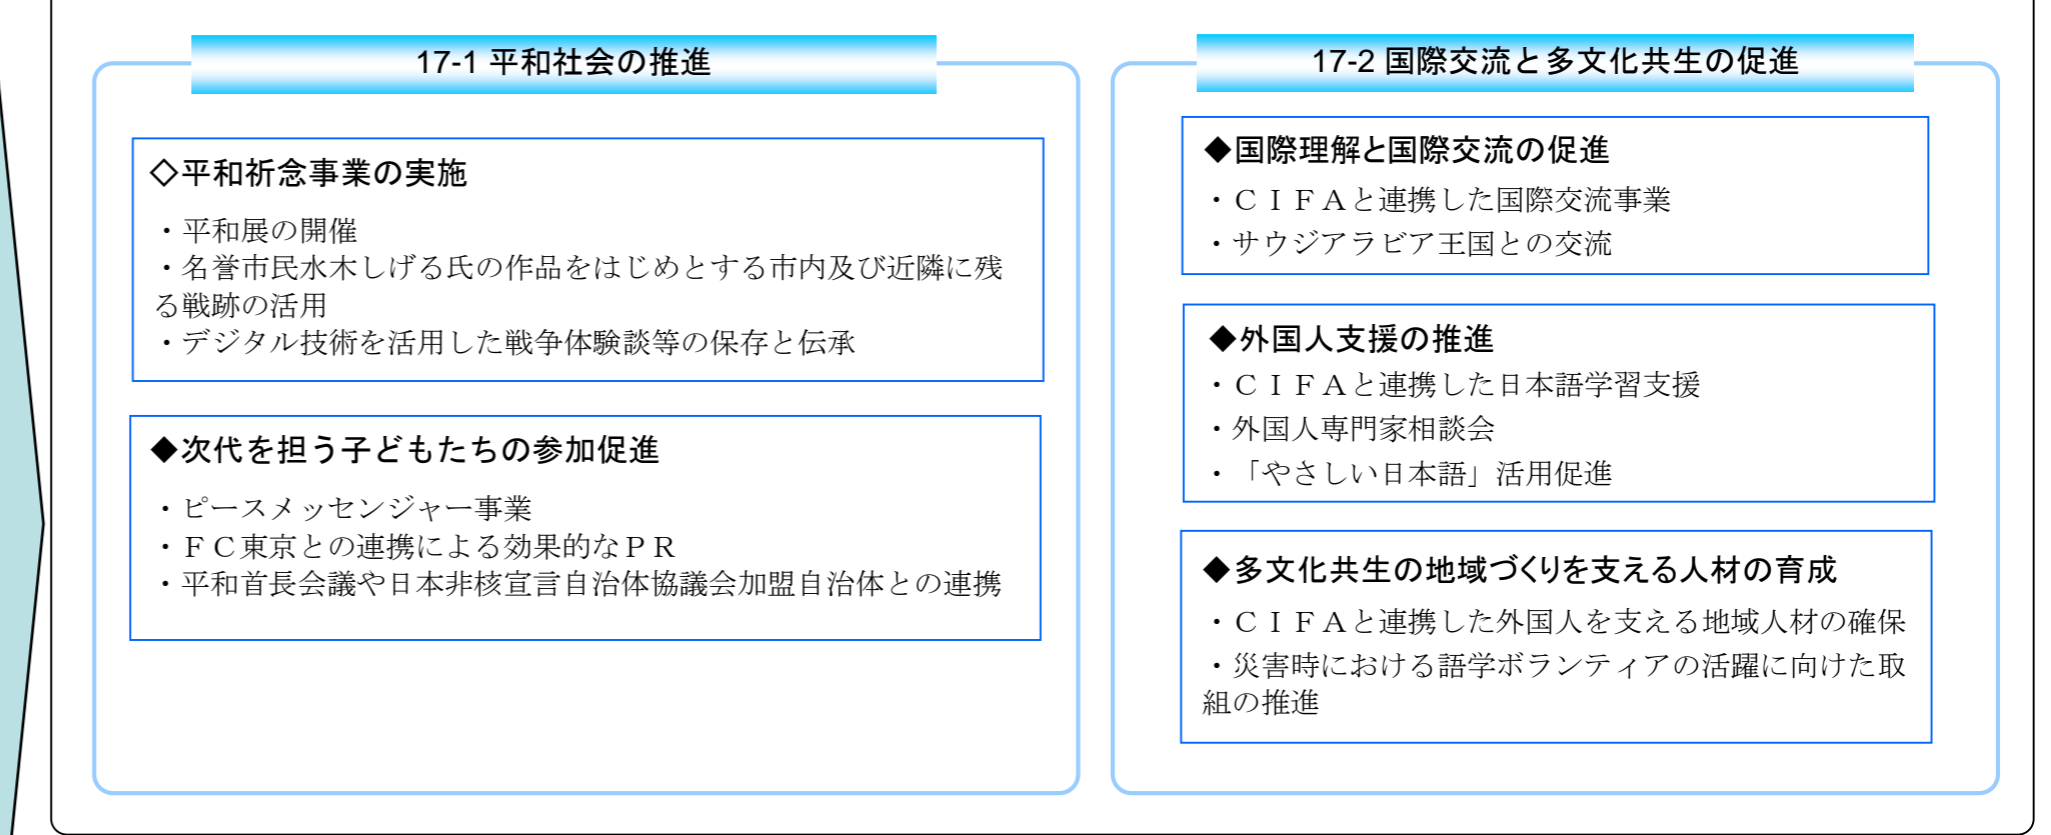 17-1 平和社会の推進
◇平和祈念事業の実施
・平和展の開催
・名誉市民水木しげる氏の作品をはじめとする市内及び近隣に残
る戦跡の活用
・デジタル技術を活用した戦争体験談等の保存と伝承
◆次代を担う子どもたちの参加促進
・ピースメッセンジャー事業
・ＦＣ東京との連携による効果的なＰＲ
・平和首長会議や日本非核宣言自治体協議会加盟自治体との連携
17-2 国際交流と多文化共生の促進
◆国際理解と国際交流の促進
・ＣＩＦＡと連携した国際交流事業
・サウジアラビア王国との交流
◆外国人支援の推進
・ＣＩＦＡと連携した日本語学習支援
・外国人専門家相談会
・「やさしい日本語」活用促進
◆多文化共生の地域づくりを支える人材の育成
・ＣＩＦＡと連携した外国人を支える地域人材の確保
・災害時における語学ボランティアの活躍に向けた取
組の推進